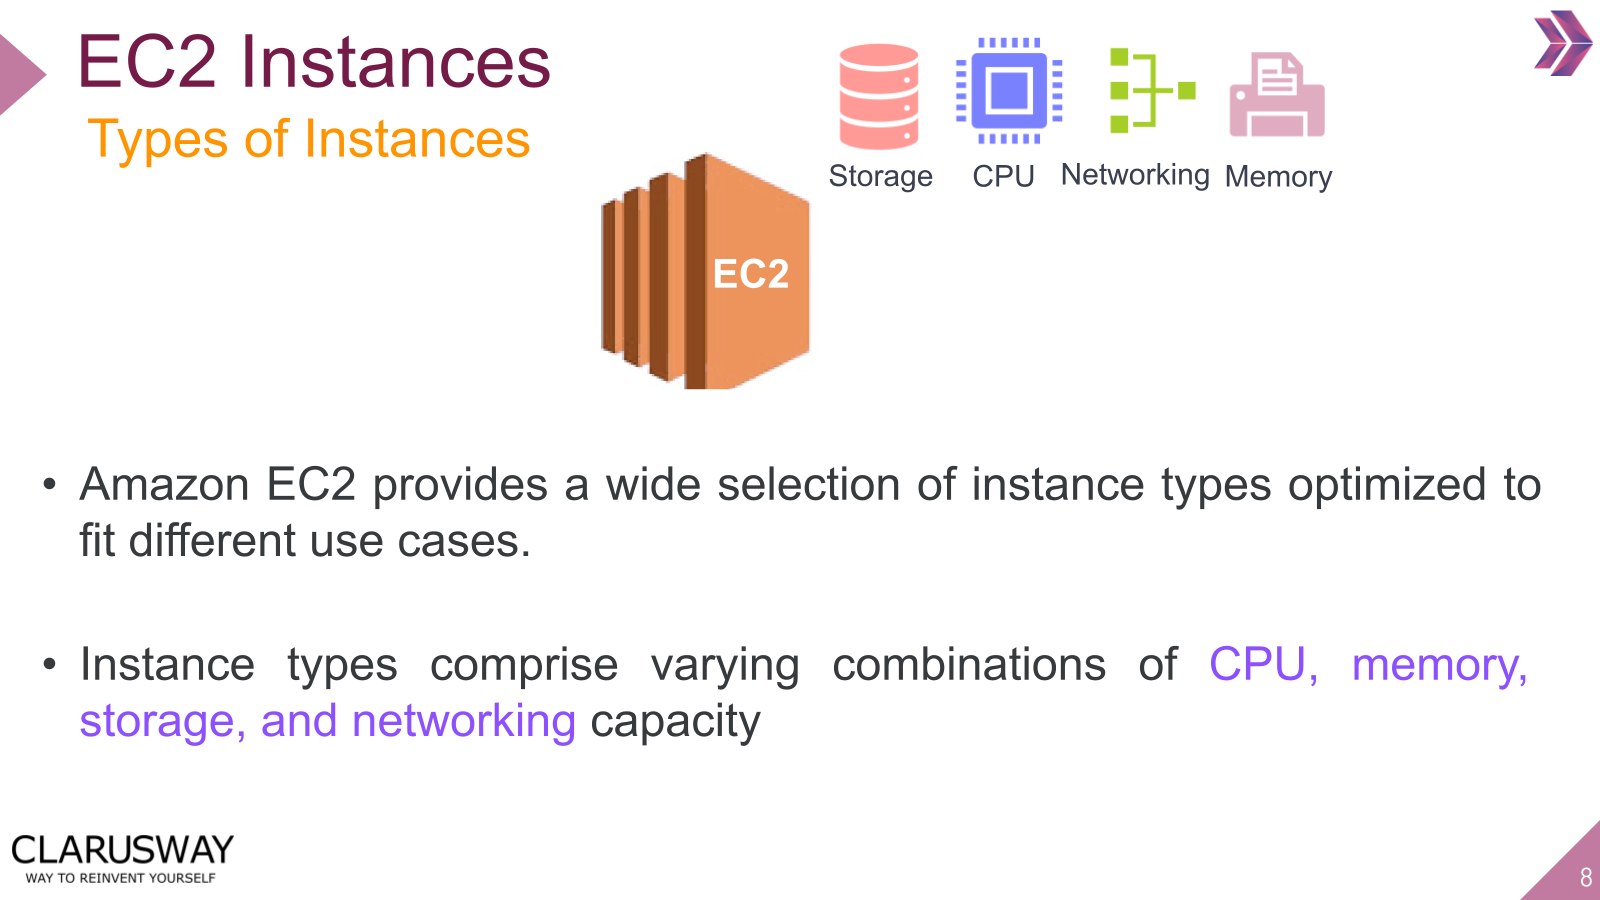 EC2 Instances
Types of Instances
Storage
CPU
Networking
Memory
EC2
• Amazon EC2 provides a wide selection of instance types optimized to
fit different use cases.
• Instance types comprise varying combinations of CPU, memory,
storage, and networking capacity
CLARUSWAY
WAY TO REINVENT YOURSELF
8